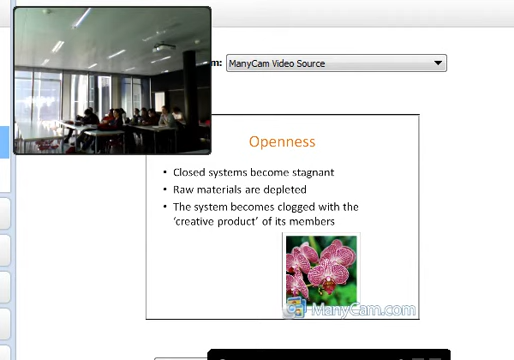 m: ManyCam Video Source
Openness
• Closed systems become stagnant
• Raw materials are depleted
• The system becomes clogged with the
‘creative product’ of its members
ManyCam.com